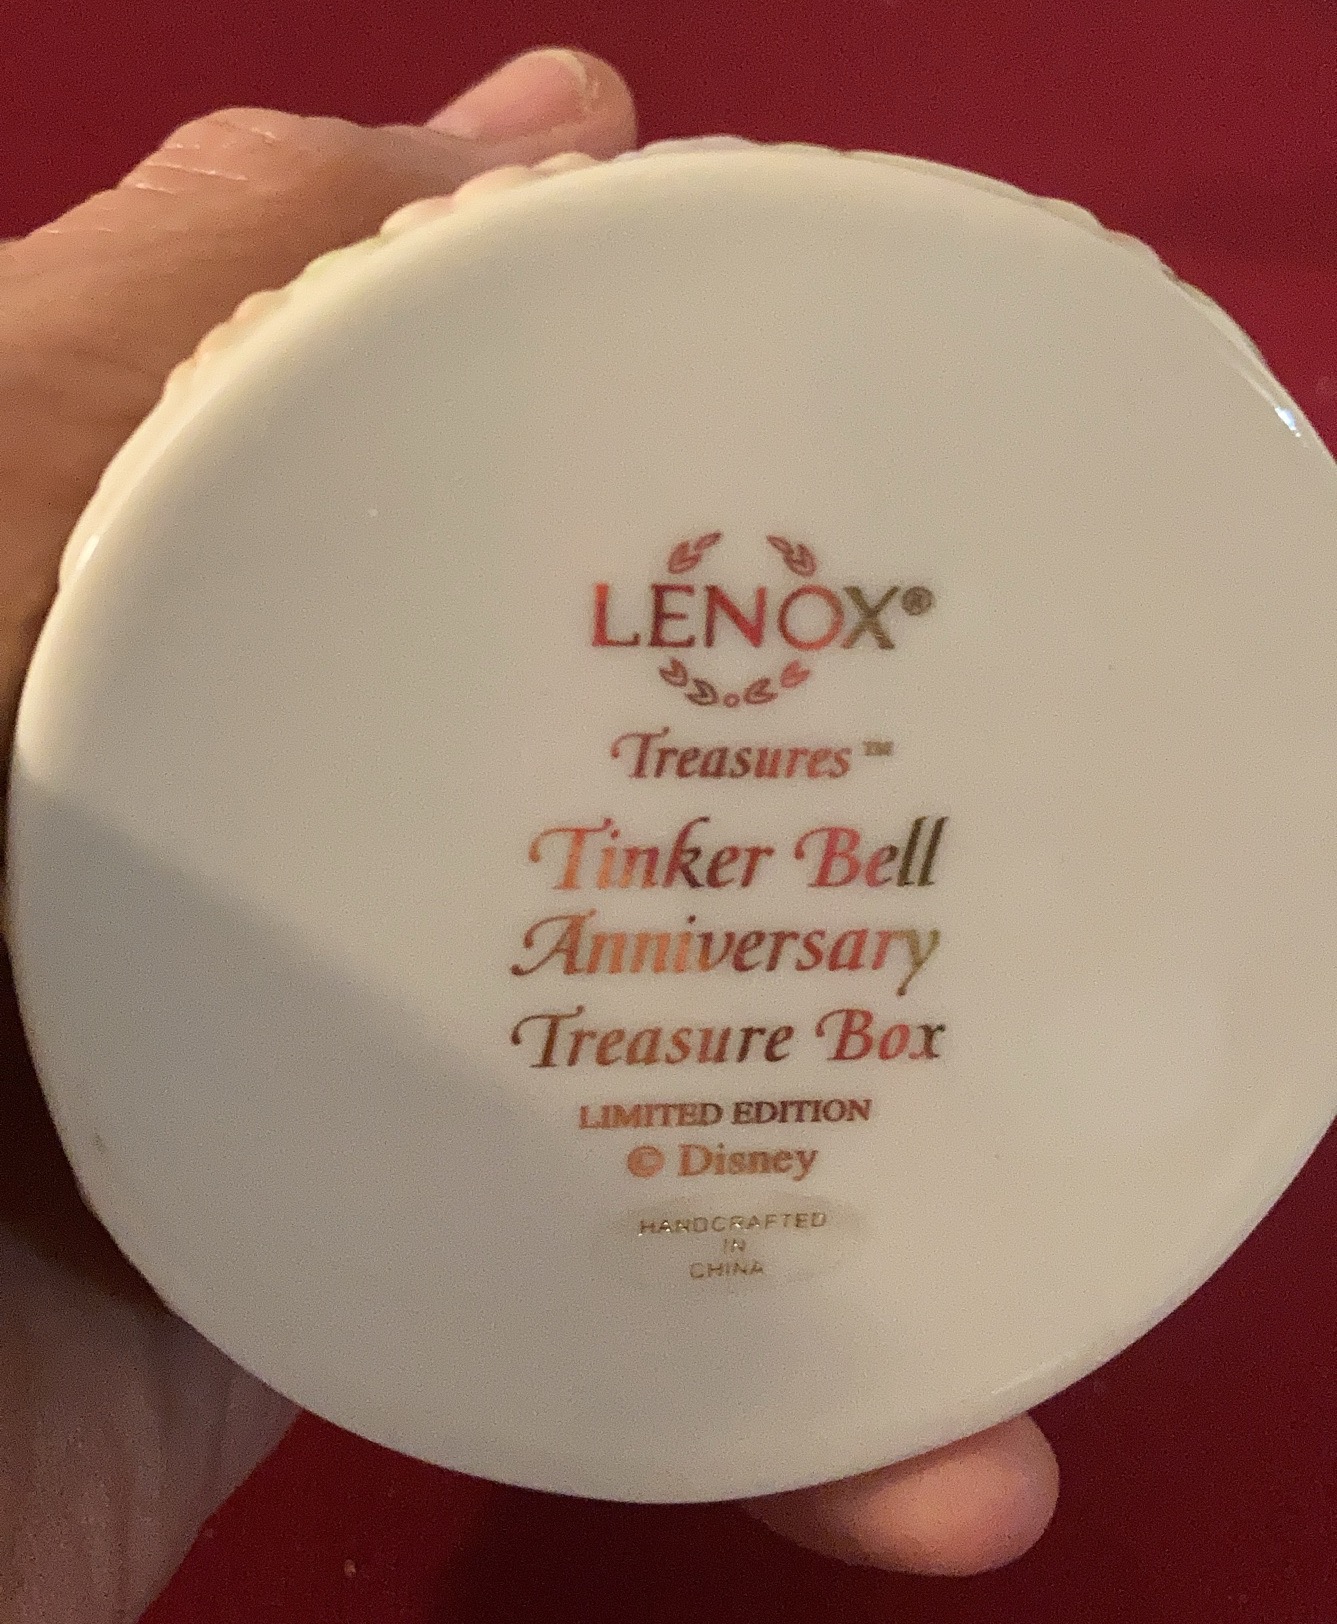 LENOX®
Treasures™
Tinker Bell
Anniversary
Treasure Box
LIMITED EDITION
© Disney
HANDCRAFTED
IN
CHINA